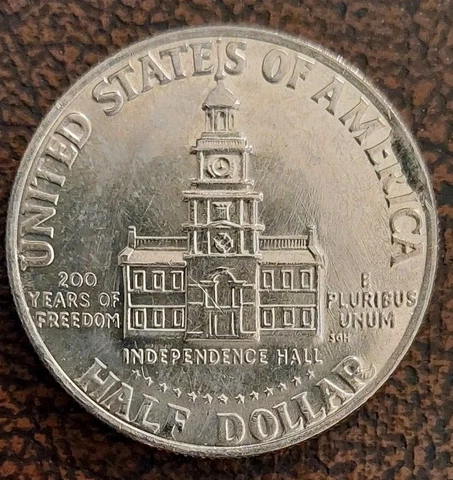 UNITED STATES OF AMERICA
200
YEARS OF
FREEDOM
E
PLURIBUS
UNUM
SGH
INDEPENDENCE HALL
HALF DOLLAR